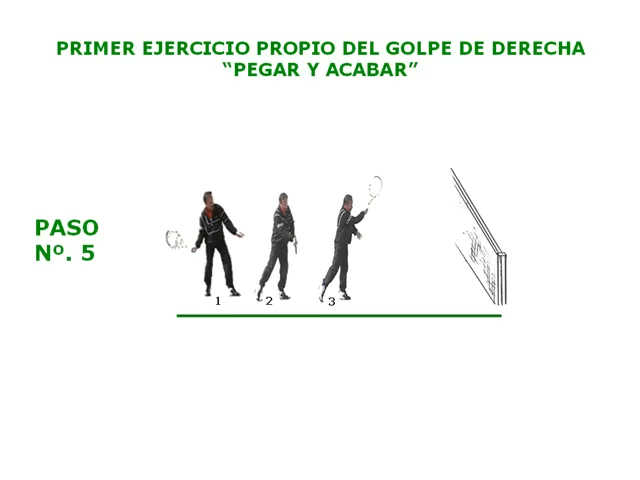 PRIMER EJERCICIO PROPIO DEL GOLPE DE DERECHA
“PEGAR Y ACABAR”
PASO
Nº. 5
1 2 3